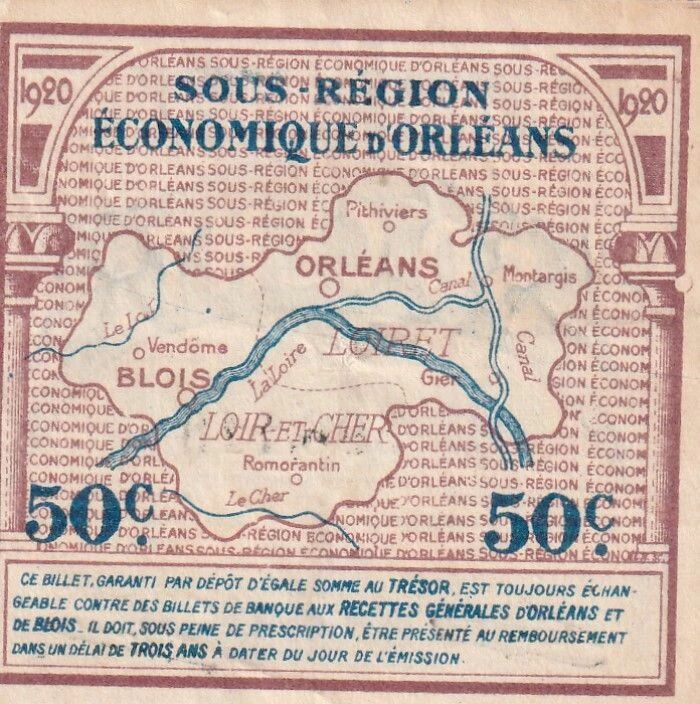 1920
1920
SOUS-RÉGION
ÉCONOMIQUE D'ORLÉANS
Pithiviers
ORLÉANS
Canal
Montargis
Le Loir
Vendôme
LOIRET
Canal
BLOIS
La Loire
Gien
LOIR-ET-CHER
Romorantin
Le Cher
50C.
50C.
CE BILLET, GARANTI PAR DÉPÔT D'ÉGALE SOMME AU TRÉSOR, EST TOUJOURS ÉCHAN-
GEABLE CONTRE DES BILLETS DE BANQUE AUX RECETTES GÉNÉRALES D'ORLÉANS ET
DE BLOIS_ IL DOIT, SOUS PEINE DE PRESCRIPTION, ÊTRE PRÉSENTÉ AU REMBOURSEMENT
DANS UN DÉLAI DE TROIS ANS À DATER DU JOUR DE L'ÉMISSION.